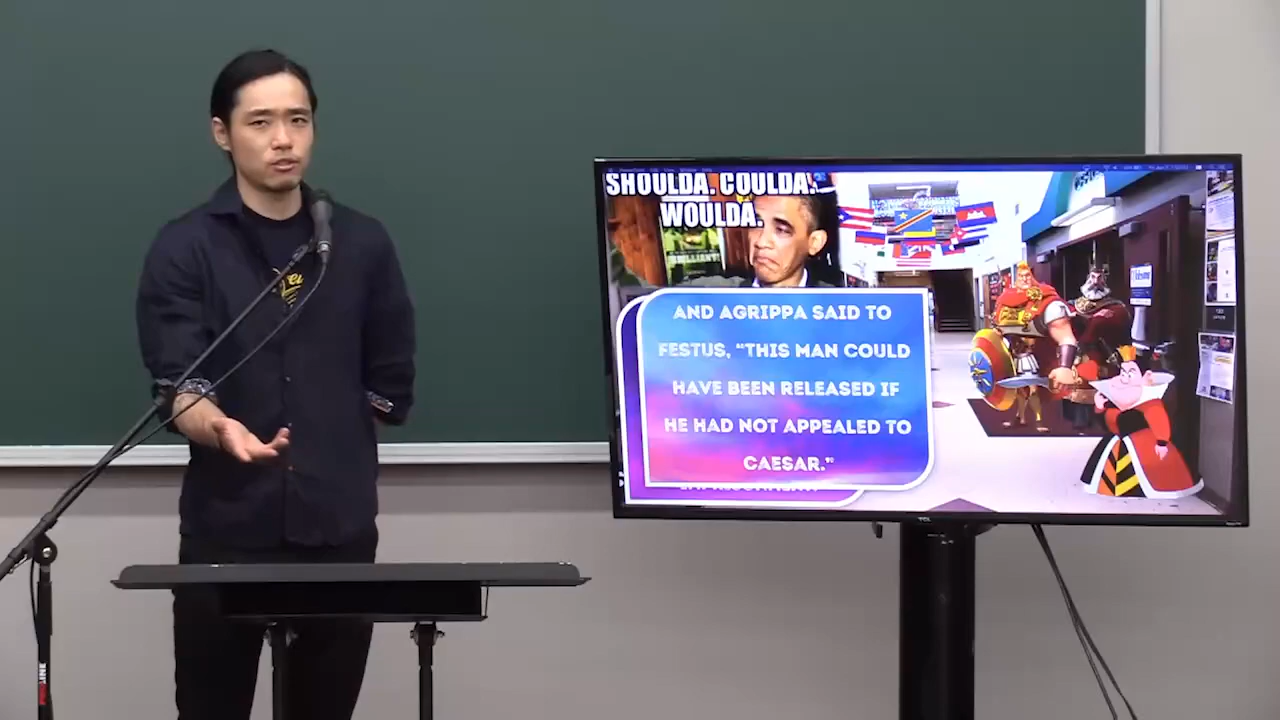 SHOULDA. COULDA.
WOULDA.
AND AGRIPPA SAID TO
FESTUS, “THIS MAN COULD
HAVE BEEN RELEASED IF
HE HAD NOT APPEALED TO
CAESAR.”
TCL